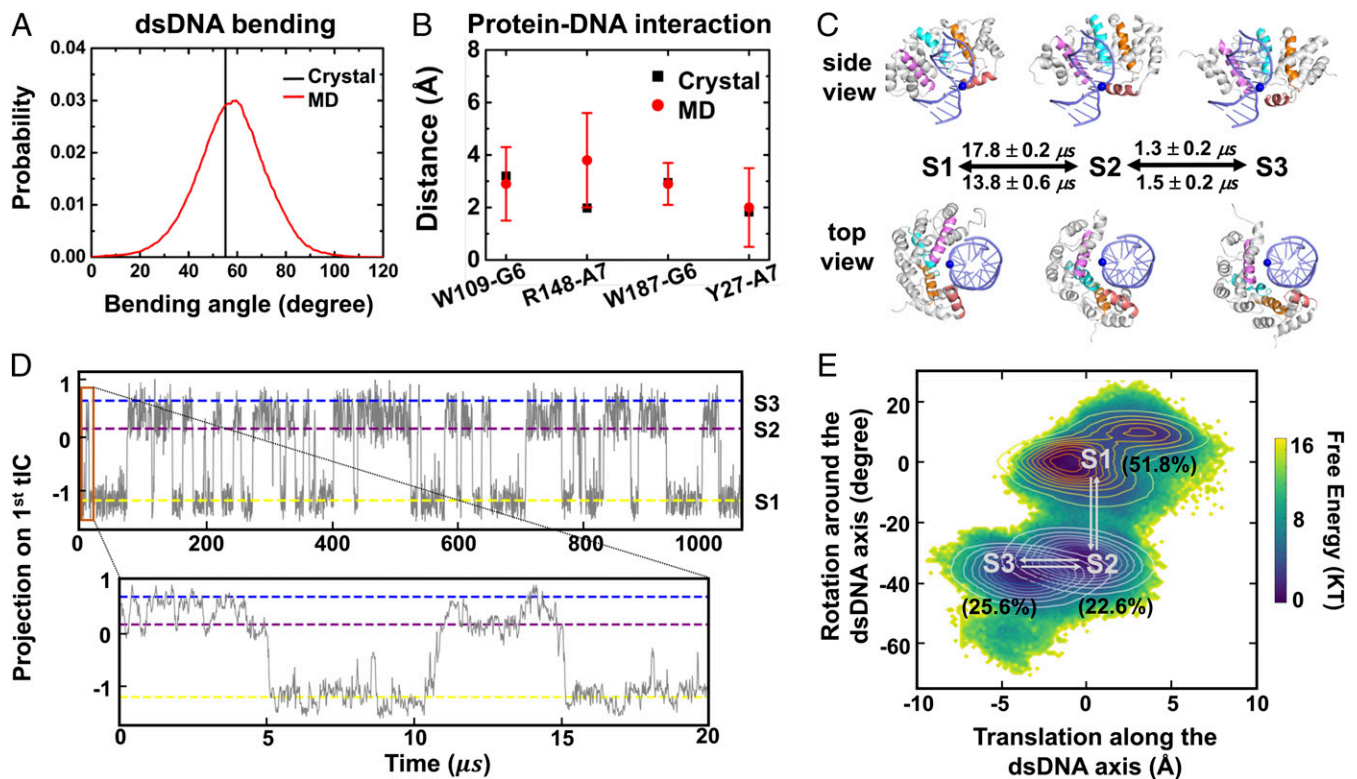 A
dsDNA bending
Probability
0.04
0.03
0.02
0.01
0.00
Crystal
MD
0 20 40 60 80 100 120
Bending angle (degree)
B
Protein-DNA interaction
Distance (Å)
8
6
4
2
0
Crystal
MD
W109-G6 R148-A7 W187-G6 Y27-A7
C
side
view
17.8 ± 0.2 μs
1.3 ± 0.2 μs
S1 S2 S3
13.8 ± 0.6 μs
1.5 ± 0.2 μs
top
view
D
Projection on 1st tIC
1
0
-1
S3
S2
S1
0 200 400 600 800 1000
1
0
-1
0 5 10 15 20
Time (μs)
E
Rotation around the
dsDNA axis (degree)
20
0
-20
-40
-60
S1
(51.8%)
S3 S2
(25.6%) (22.6%)
-10 -5 0 5 10
Translation along the
dsDNA axis (Å)
16
8
0
Free Energy (KT)